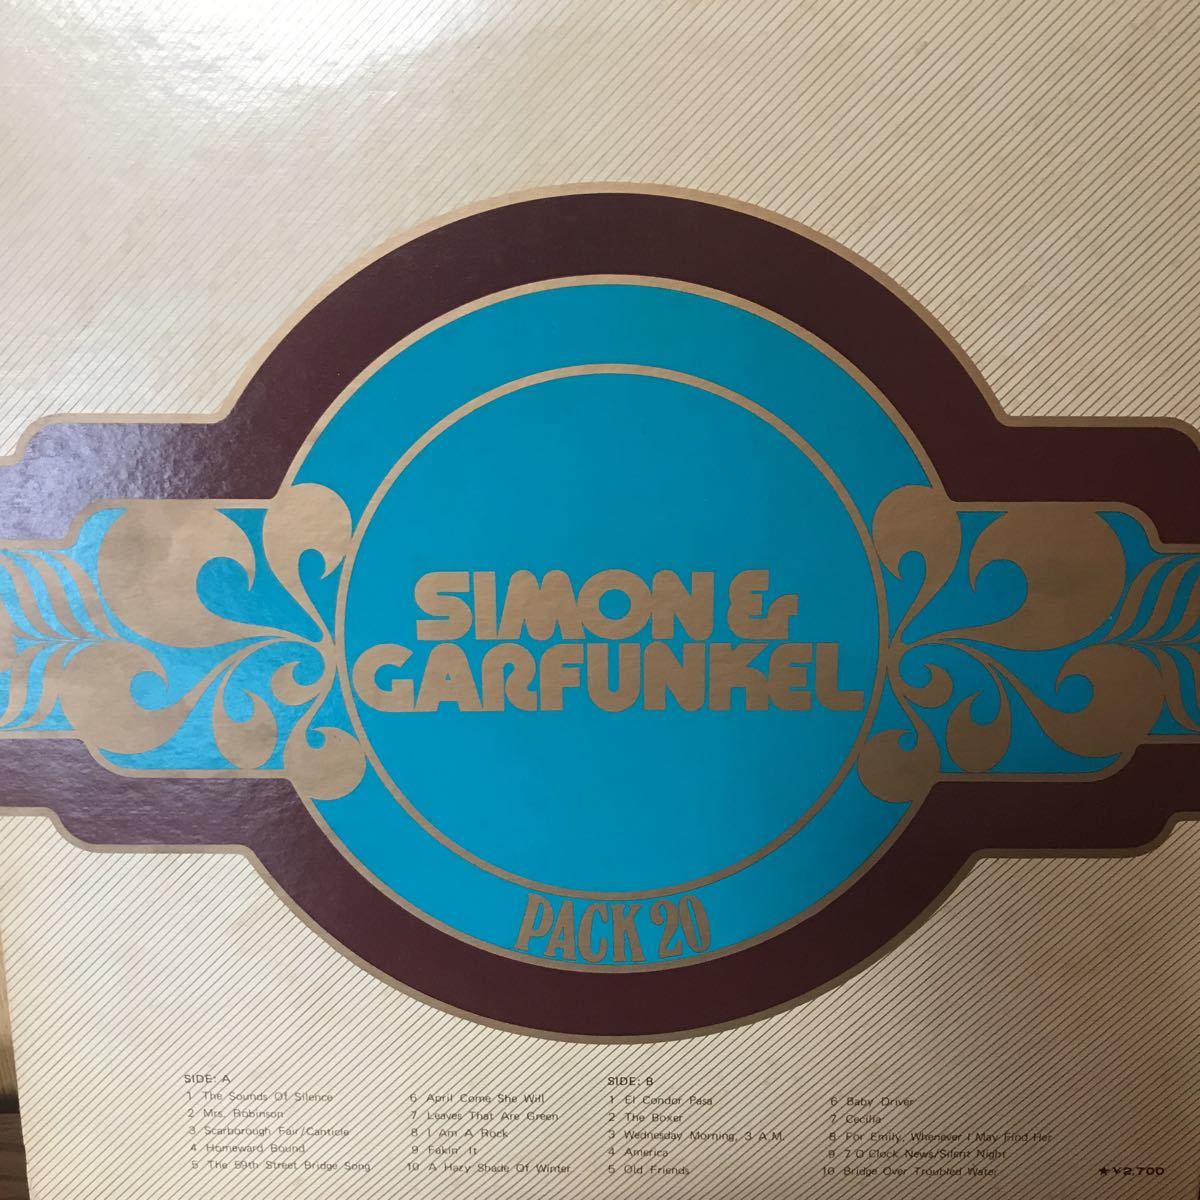 SIMON &
GARFUNKEL
PACK 20
SIDE: A
1 The Sounds Of Silence
2 Mrs. Robinson
3 Scarborough Fair/Canticle
4 Homeward Bound
5 The 59th Street Bridge Song
6 April Come She Will
7 Leaves That Are Green
8 I Am A Rock
9 Fakin' It
10 A Hazy Shade Of Winter
SIDE: B
1 El Condor Pasa
2 The Boxer
3 Wednesday Morning, 3 A.M.
4 America
5 Old Friends
6 Baby Driver
7 Cecilia
8 For Emily, Whenever I May Find Her
9 7 O'Clock News/Silent Night
10 Bridge Over Troubled Water
★¥2,700